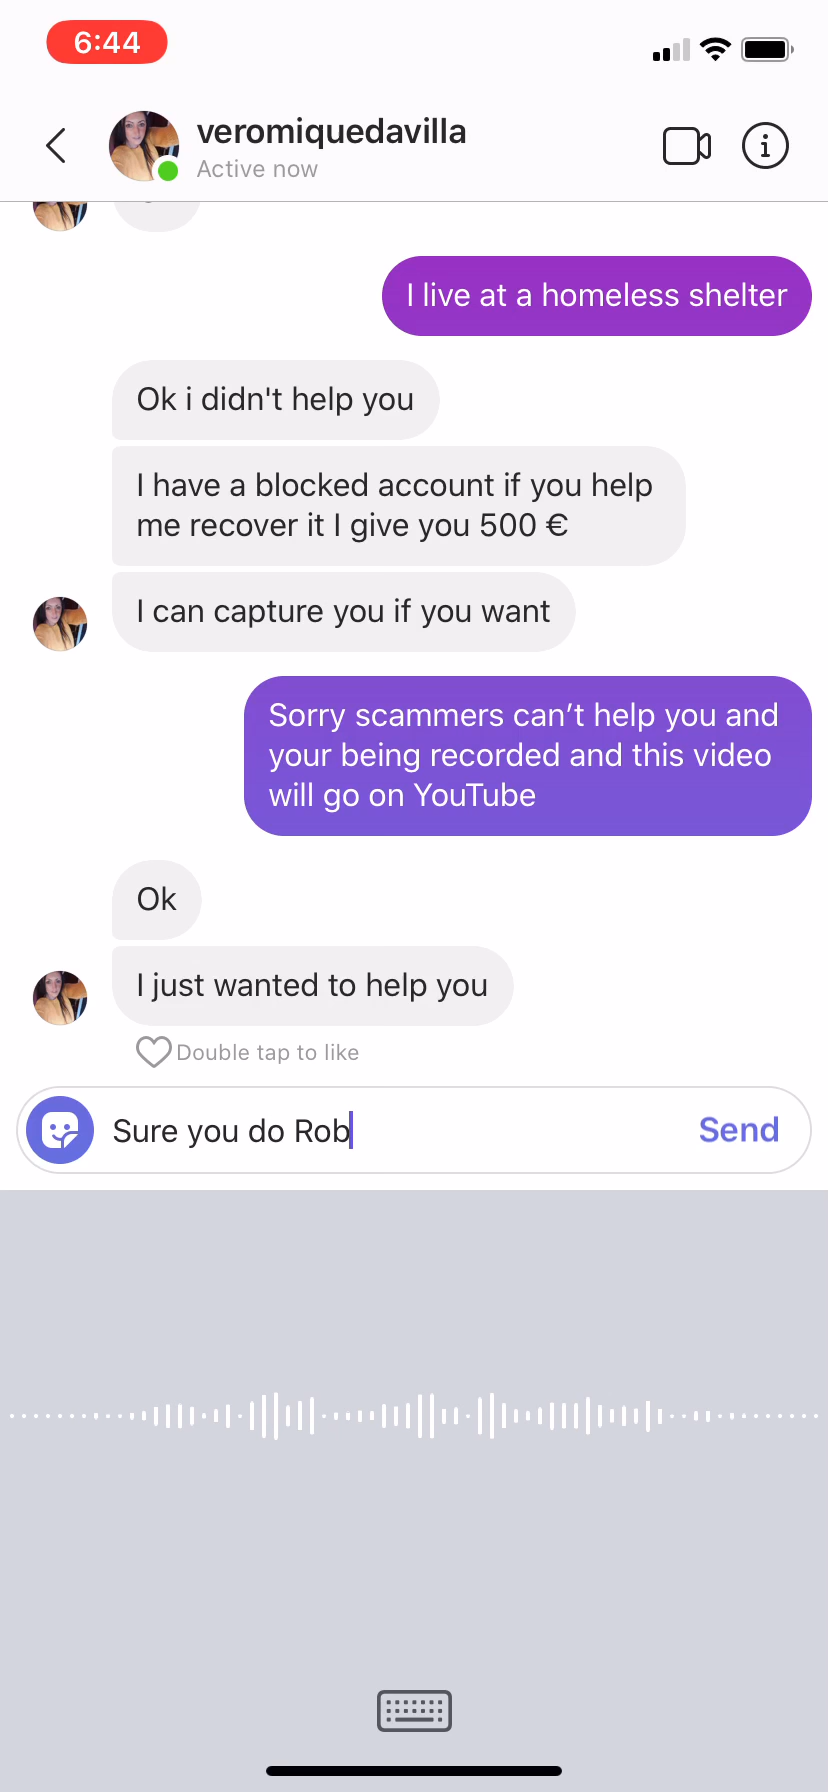 6:44
veromiquedavilla
Active now
I live at a homeless shelter
Ok i didn't help you
I have a blocked account if you help
me recover it I give you 500 €
I can capture you if you want
Sorry scammers can’t help you and
your being recorded and this video
will go on YouTube
Ok
I just wanted to help you
Double tap to like
Sure you do Rob
Send